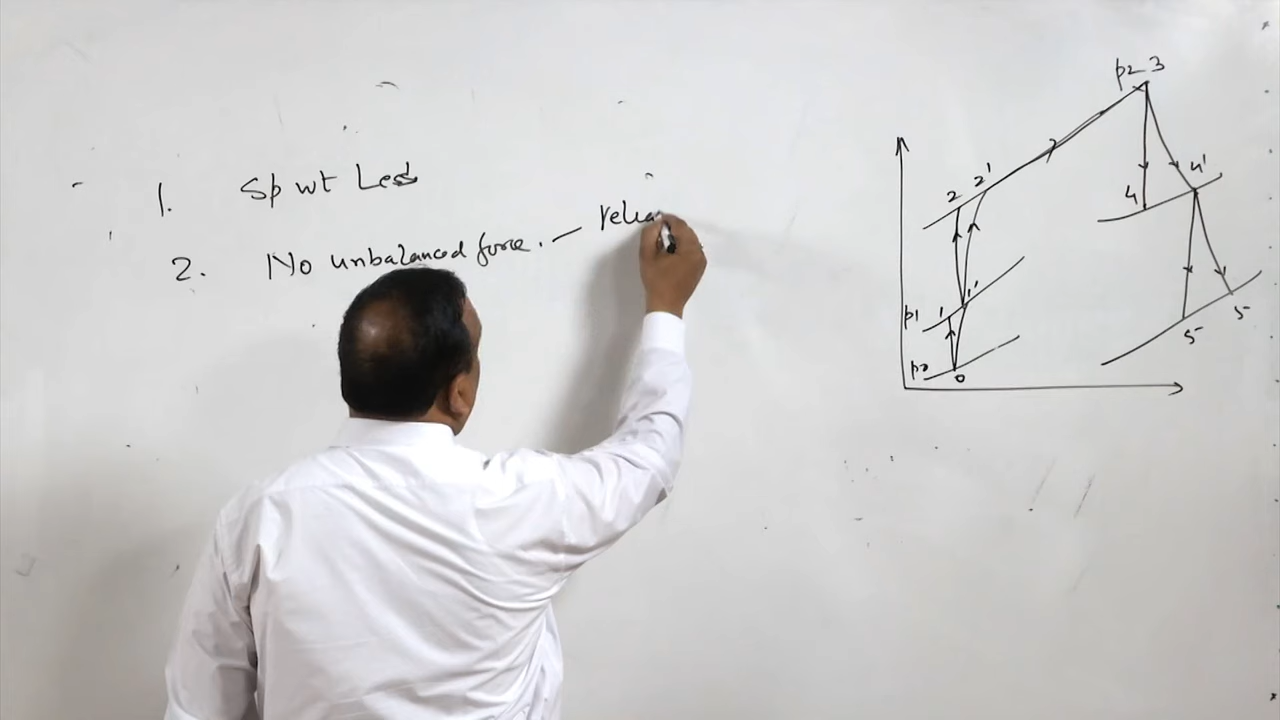 1. Sp wt Less
2. No unbalanced force. — relia
p2 3
2 2'
4 4'
p1 1 1'
p0 0
5 5